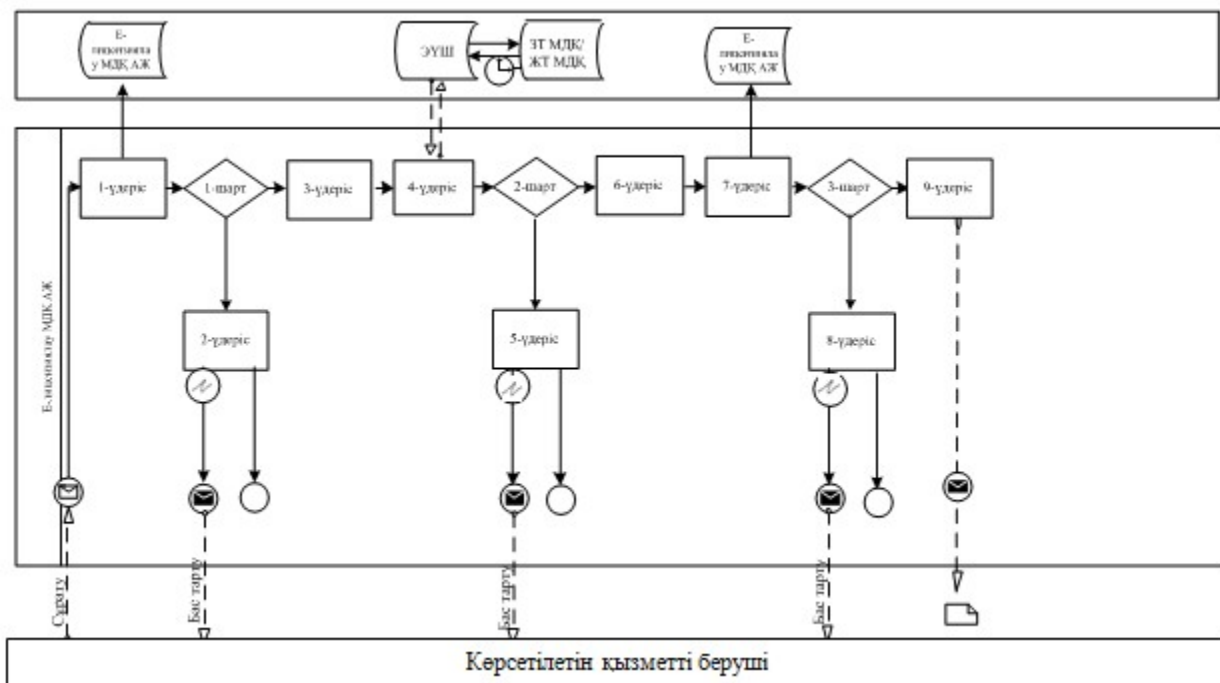 Е-
лицензиялa
у МДҚ АЖ
ЭҮШ
ЗТ МДҚ/
ЖТ МДҚ
Е-
лицензиялa
у МДҚ АЖ
1-үдеріс
1-шарт
3-үдеріс
4-үдеріс
2-шарт
6-үдеріс
7-үдеріс
3-шарт
9-үдеріс
Е-лицензиялау МДҚ АЖ
2-үдеріс
5-үдеріс
8-үдеріс
Сұрату
Бас тарту
Бас тарту
Бас тарту
Көрсетілетін қызметті беруші